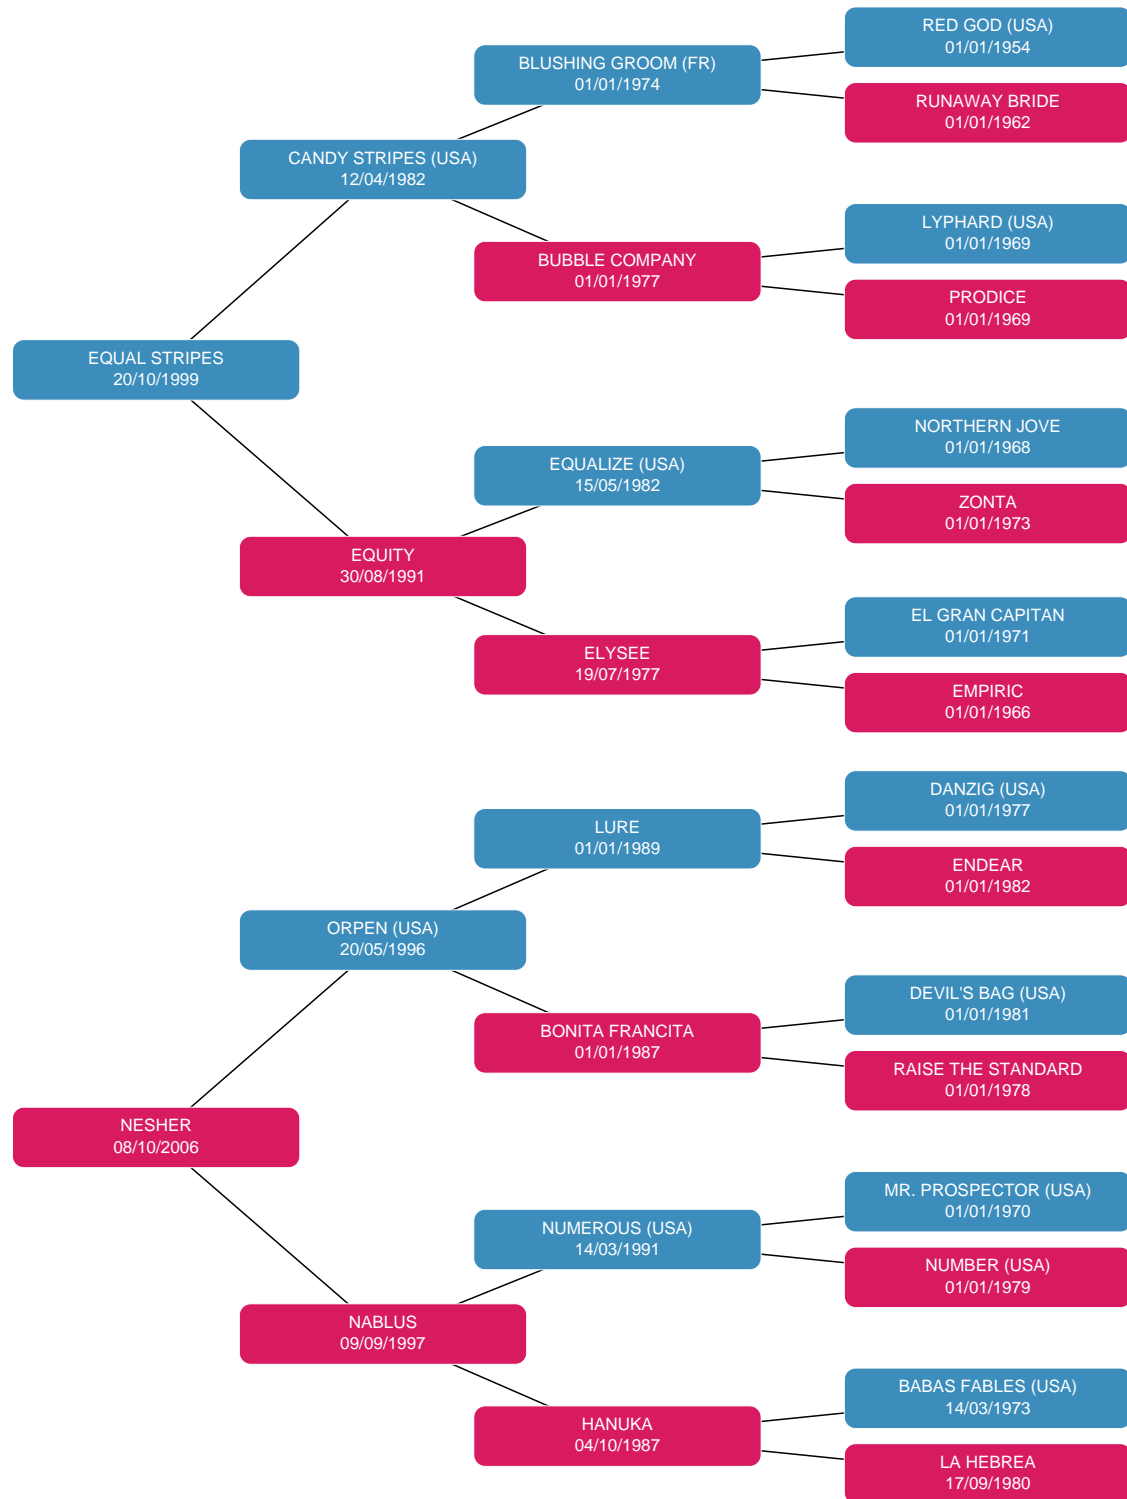 RED GOD (USA)
01/01/1954
BLUSHING GROOM (FR)
01/01/1974
RUNAWAY BRIDE
01/01/1962
CANDY STRIPES (USA)
12/04/1982
LYPHARD (USA)
01/01/1969
BUBBLE COMPANY
01/01/1977
PRODICE
01/01/1969
EQUAL STRIPES
20/10/1999
NORTHERN JOVE
01/01/1968
EQUALIZE (USA)
15/05/1982
ZONTA
01/01/1973
EQUITY
30/08/1991
EL GRAN CAPITAN
01/01/1971
ELYSEE
19/07/1977
EMPIRIC
01/01/1966
DANZIG (USA)
01/01/1977
LURE
01/01/1989
ENDEAR
01/01/1982
ORPEN (USA)
20/05/1996
DEVIL'S BAG (USA)
01/01/1981
BONITA FRANCITA
01/01/1987
RAISE THE STANDARD
01/01/1978
NESHER
08/10/2006
MR. PROSPECTOR (USA)
01/01/1970
NUMEROUS (USA)
14/03/1991
NUMBER (USA)
01/01/1979
NABLUS
09/09/1997
BABAS FABLES (USA)
14/03/1973
HANUKA
04/10/1987
LA HEBREA
17/09/1980